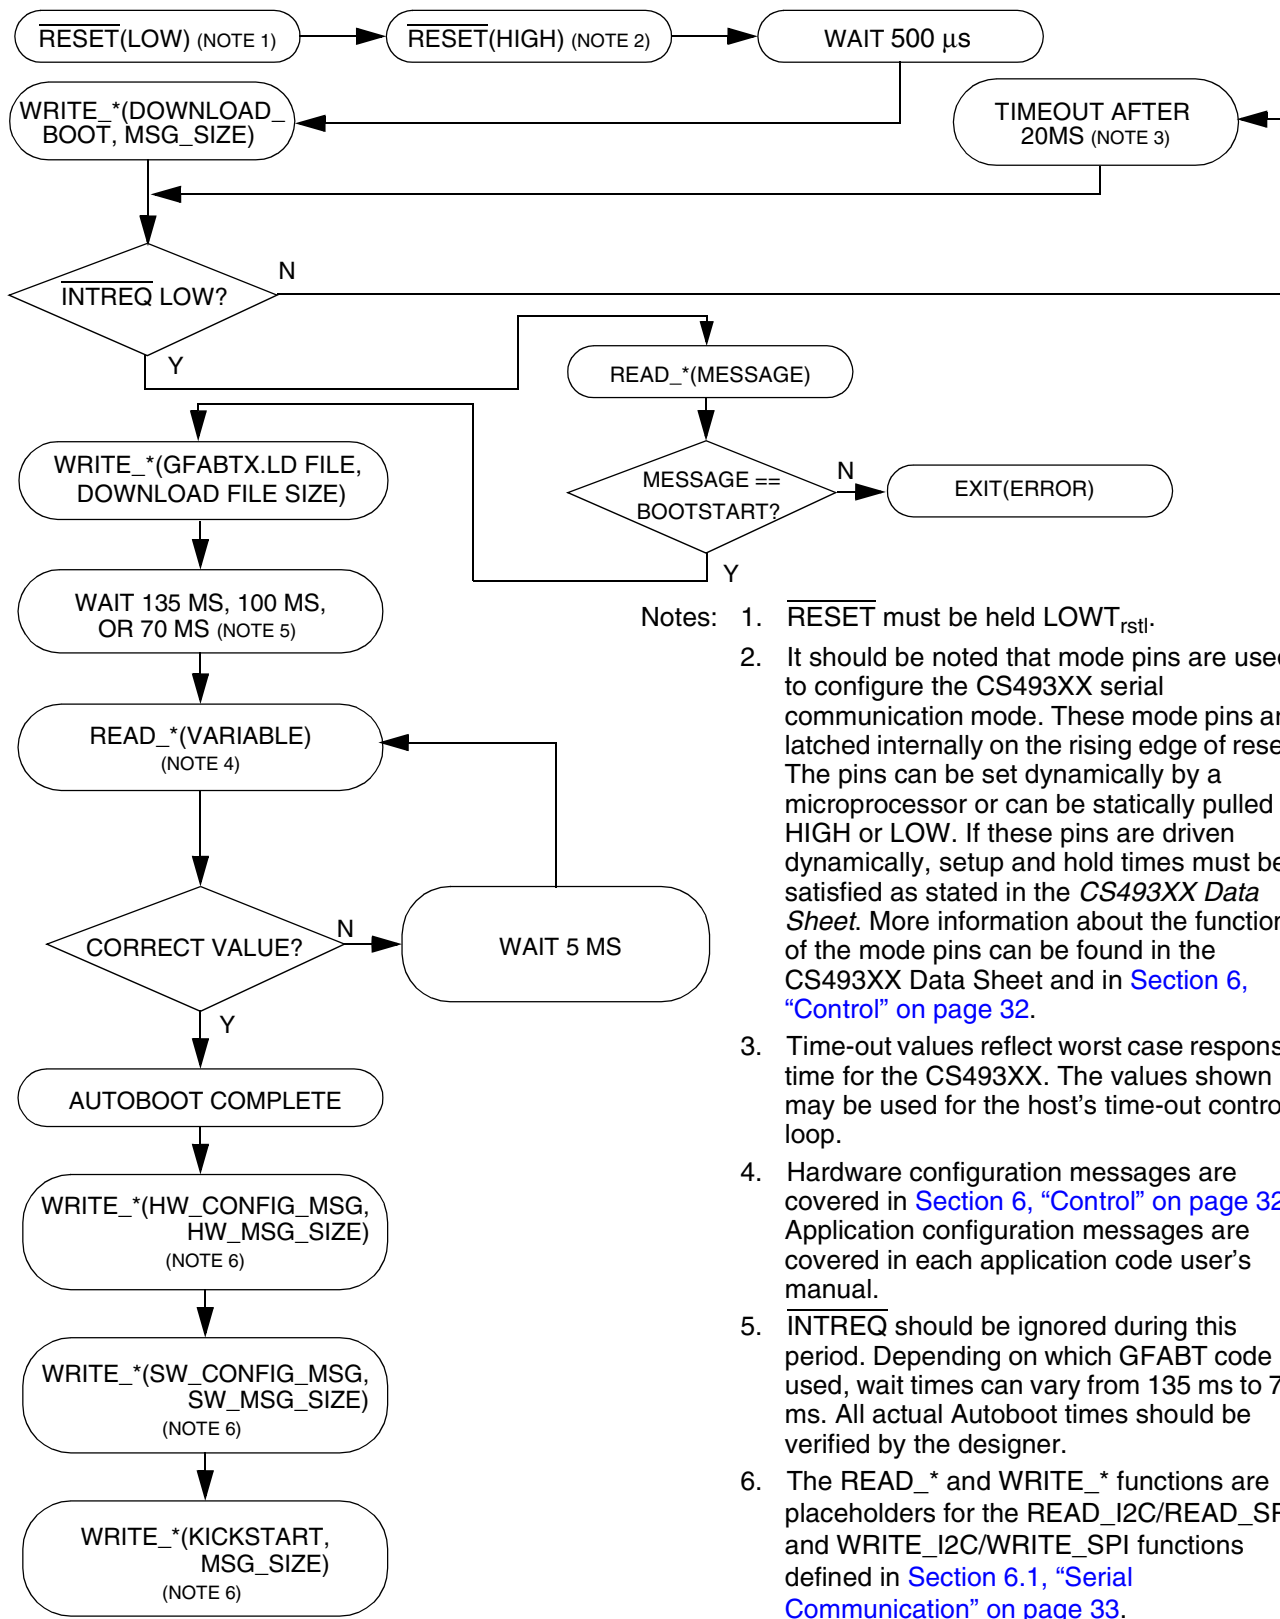 RESET(LOW) (NOTE 1)
RESET(HIGH) (NOTE 2)
WAIT 500 μs
WRITE_*(DOWNLOAD_
BOOT, MSG_SIZE)
TIMEOUT AFTER
20MS (NOTE 3)
INTREQ LOW?
N
Y
READ_*(MESSAGE)
WRITE_*(GFABTX.LD FILE,
DOWNLOAD FILE SIZE)
MESSAGE ==
BOOTSTART?
N
EXIT(ERROR)
Y
WAIT 135 MS, 100 MS,
OR 70 MS (NOTE 5)
READ_*(VARIABLE)
(NOTE 4)
CORRECT VALUE?
N
WAIT 5 MS
Y
AUTOBOOT COMPLETE
WRITE_*(HW_CONFIG_MSG,
HW_MSG_SIZE)
(NOTE 6)
WRITE_*(SW_CONFIG_MSG,
SW_MSG_SIZE)
(NOTE 6)
WRITE_*(KICKSTART,
MSG_SIZE)
(NOTE 6)
Notes: 1. RESET must be held LOWTrstl.
2. It should be noted that mode pins are
to configure the CS493XX serial
communication mode. These mode pins
latched internally on the rising edge of
The pins can be set dynamically by a
microprocessor or can be statically pulled
HIGH or LOW. If these pins are driven
dynamically, setup and hold times must
satisfied as stated in the CS493XX Data
Sheet. More information about the
of the mode pins can be found in the
CS493XX Data Sheet and in Section 6,
“Control” on page 32.
3. Time-out values reflect worst case
time for the CS493XX. The values shown
may be used for the host’s time-out
loop.
4. Hardware configuration messages are
covered in Section 6, “Control” on page 32
Application configuration messages are
covered in each application code user’s
manual.
5. INTREQ should be ignored during this
period. Depending on which GFABT code
used, wait times can vary from 135 ms to
ms. All actual Autoboot times should be
verified by the designer.
6. The READ_* and WRITE_* functions are
placeholders for the
and WRITE_I2C/WRITE_SPI functions
defined in Section 6.1, “Serial
Communication” on page 33.